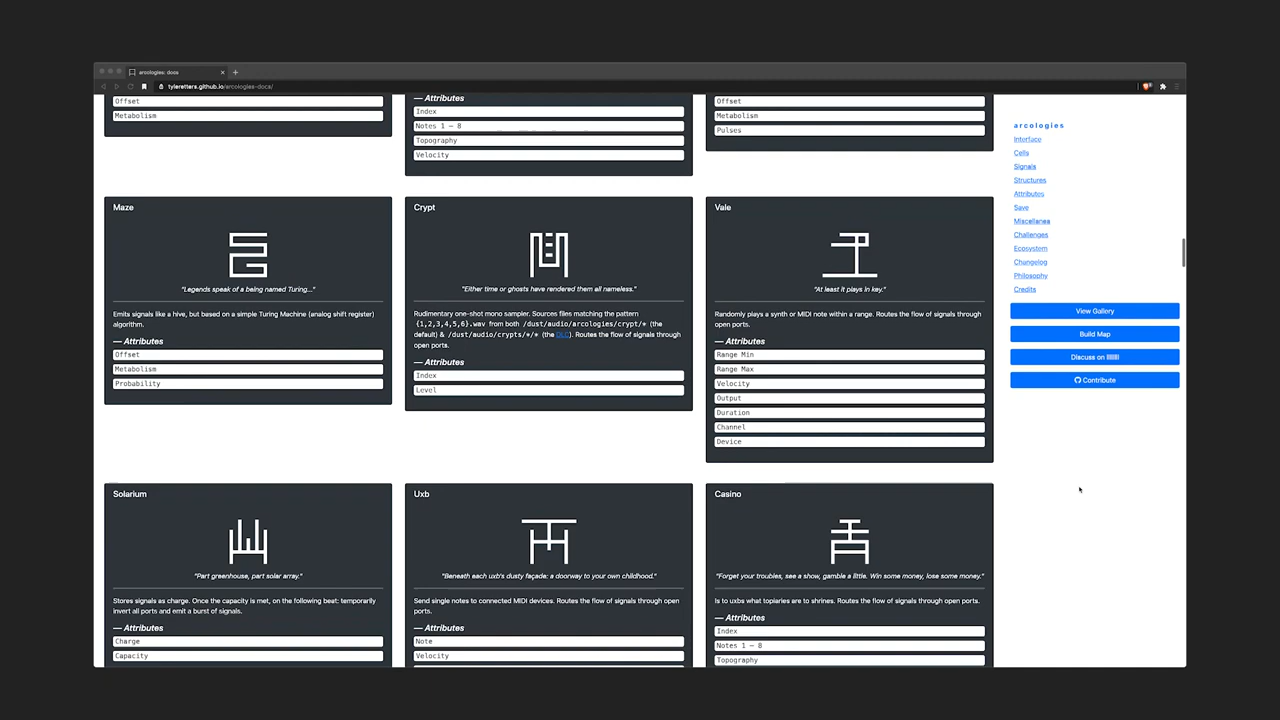 arcologies: docs
tyleretters.github.io/arcologies-docs/
Offset
Metabolism
— Attributes
Index
Notes 1 – 8
Topography
Velocity
Offset
Metabolism
Pulses
Maze
"Legends speak of a being named Turing..."
Emits signals like a hive, but based on a simple Turing Machine (analog shift register)
algorithm.
— Attributes
Offset
Metabolism
Probability
Crypt
"Either time or ghosts have rendered them all nameless."
Rudimentary one-shot mono sampler. Sources files matching the pattern
{1,2,3,4,5,6}.wav from both /dust/audio/arcologies/crypt/* (the
default) & /dust/audio/crypts/*/* (the DLC). Routes the flow of signals through
open ports.
— Attributes
Index
Level
Vale
"At least it plays in key."
Randomly plays a synth or MIDI note within a range. Routes the flow of signals through
open ports.
— Attributes
Range Min
Range Max
Velocity
Output
Duration
Channel
Device
Solarium
"Part greenhouse, part solar array."
Stores signals as charge. Once the capacity is met, on the following beat: temporarily
invert all ports and emit a burst of signals.
— Attributes
Charge
Capacity
Uxb
"Beneath each uxb's dusty façade: a doorway to your own childhood."
Send single notes to connected MIDI devices. Routes the flow of signals through open
ports.
— Attributes
Note
Velocity
Casino
"Forget your troubles, see a show, gamble a little. Win some money, lose some money."
Is to uxbs what topiaries are to shrines. Routes the flow of signals through open ports.
— Attributes
Index
Notes 1 – 8
Topography
arcologies
Interface
Cells
Signals
Structures
Attributes
Save
Miscellanea
Challenges
Ecosystem
Changelog
Philosophy
Credits
View Gallery
Build Map
Discuss on llllllll
Contribute